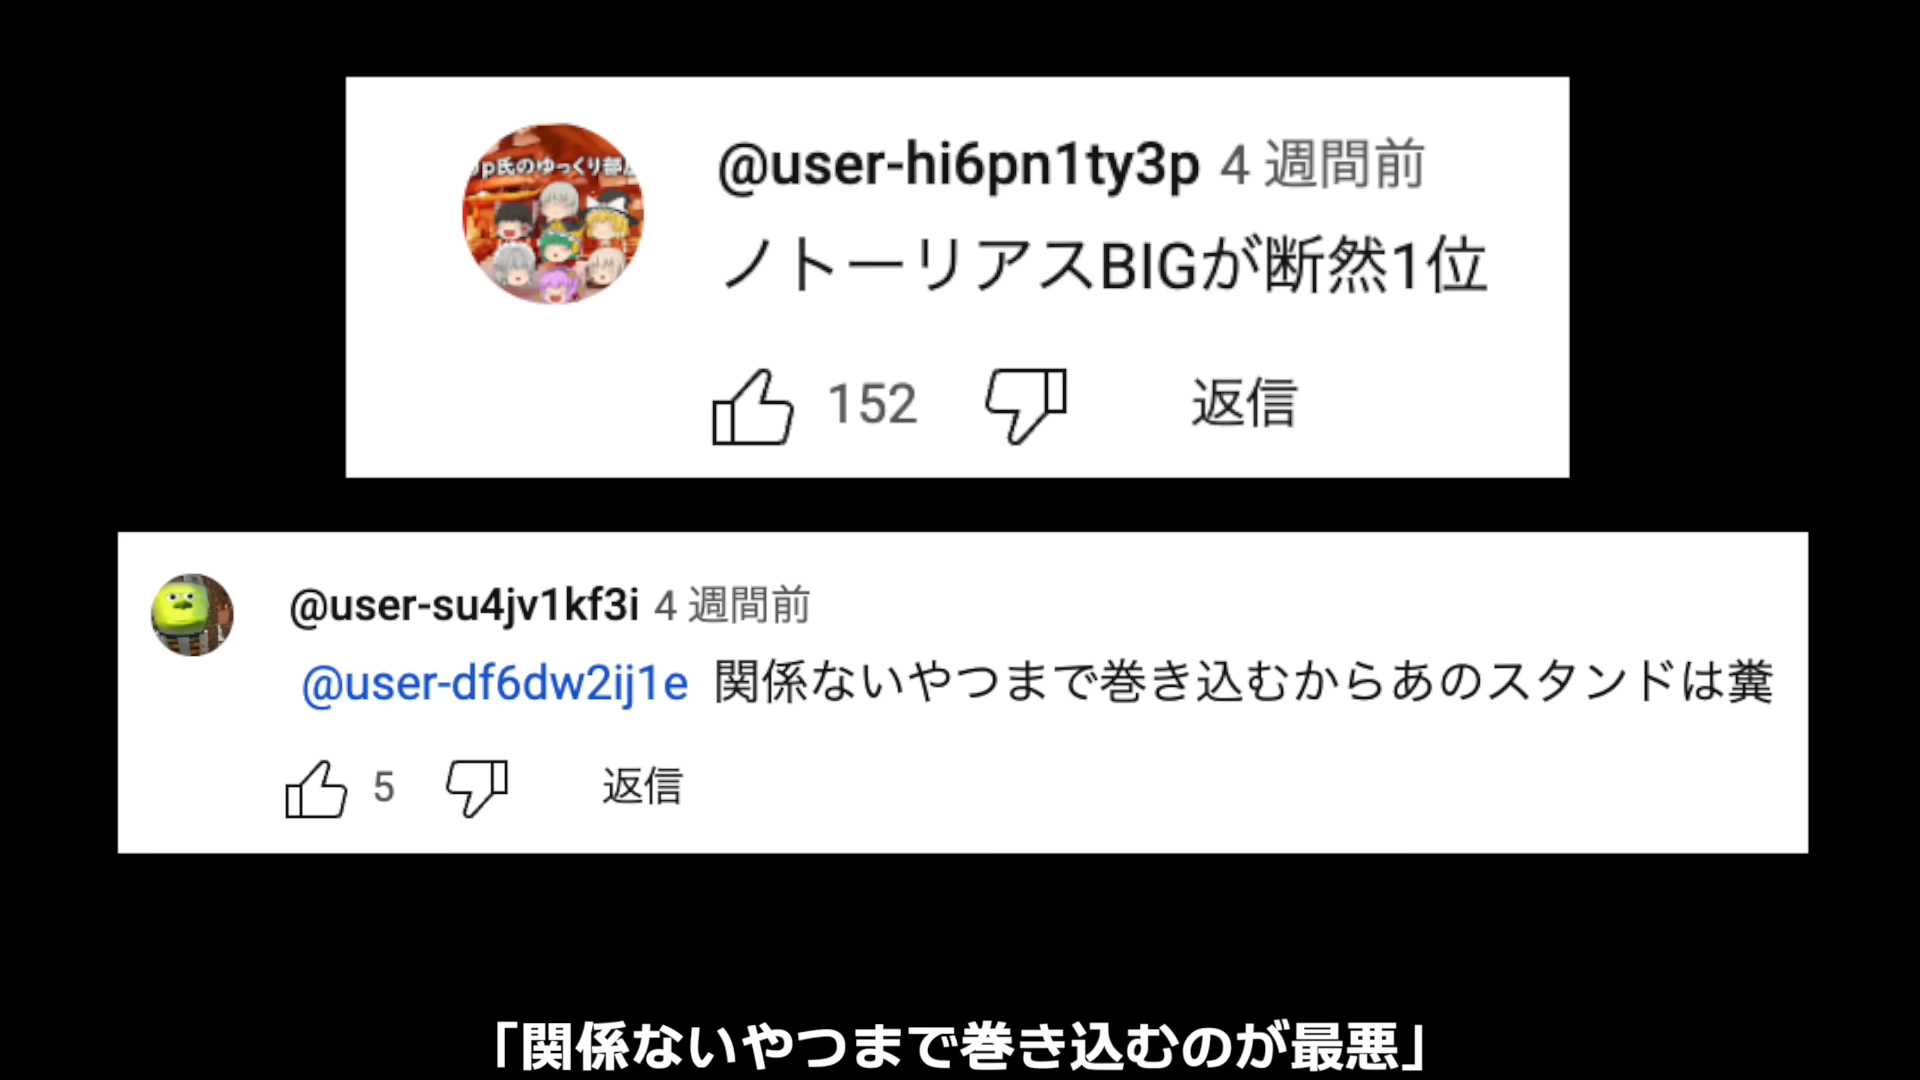 p氏のゆっくり部屋
@user-hi6pn1ty3p 4 週間前
ノトーリアスBIGが断然1位
152 返信
@user-su4jv1kf3i 4 週間前
@user-df6dw2ij1e 関係ないやつまで巻き込むからあのスタンドは糞
5 返信
「関係ないやつまで巻き込むのが最悪」